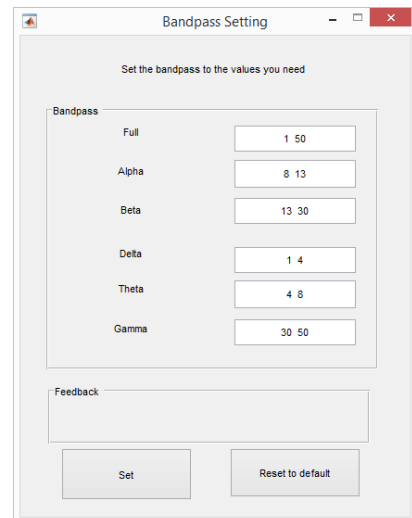 Bandpass Setting
Set the bandpass to the values you need
Bandpass
Full 1 50
Alpha 8 13
Beta 13 30
Delta 1 4
Theta 4 8
Gamma 30 50
Feedback
Set Reset to default